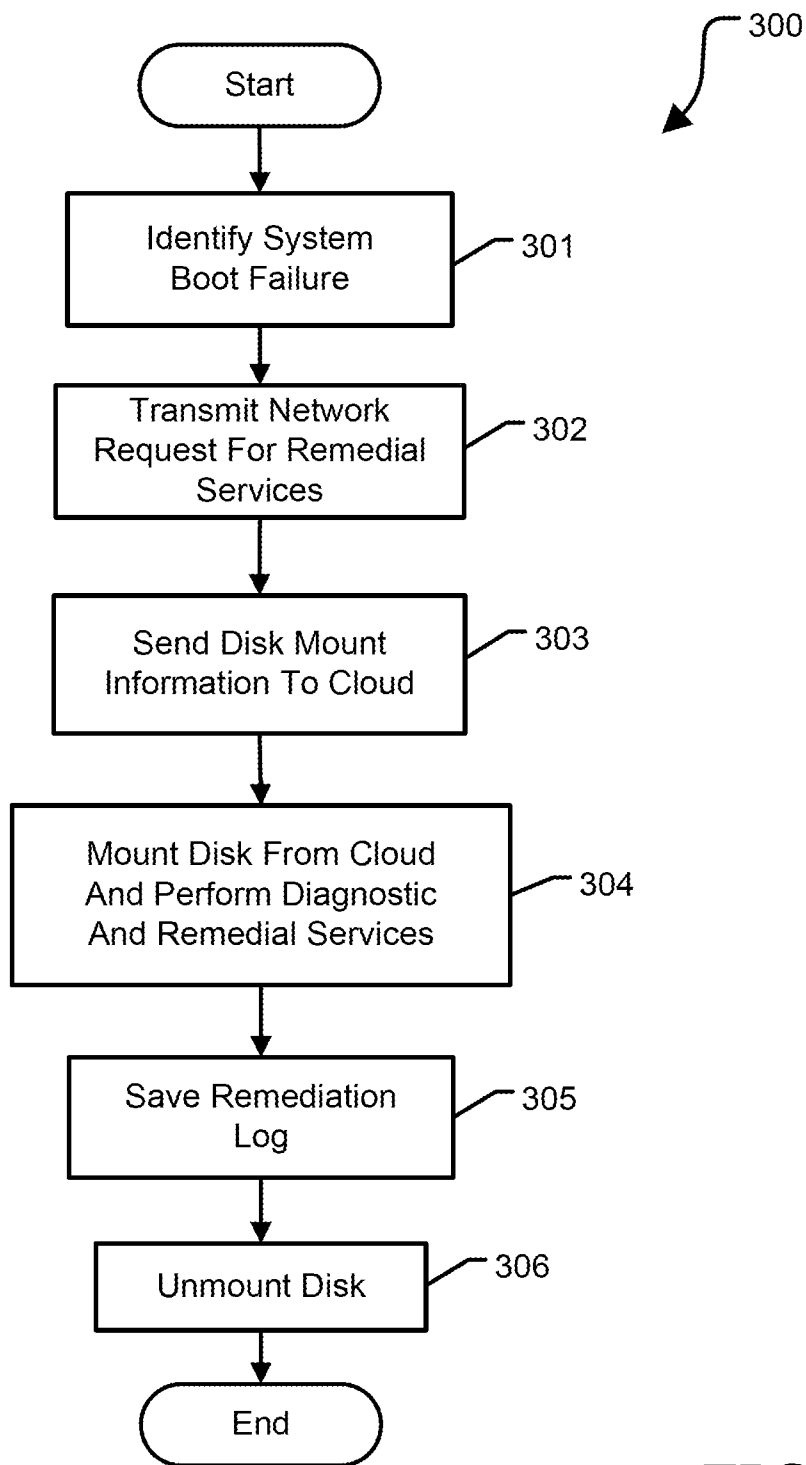 300
Start
Identify System
Boot Failure
301
Transmit Network
Request For Remedial
Services
302
Send Disk Mount
Information To Cloud
303
Mount Disk From Cloud
And Perform Diagnostic
And Remedial Services
304
Save Remediation
Log
305
Unmount Disk
306
End